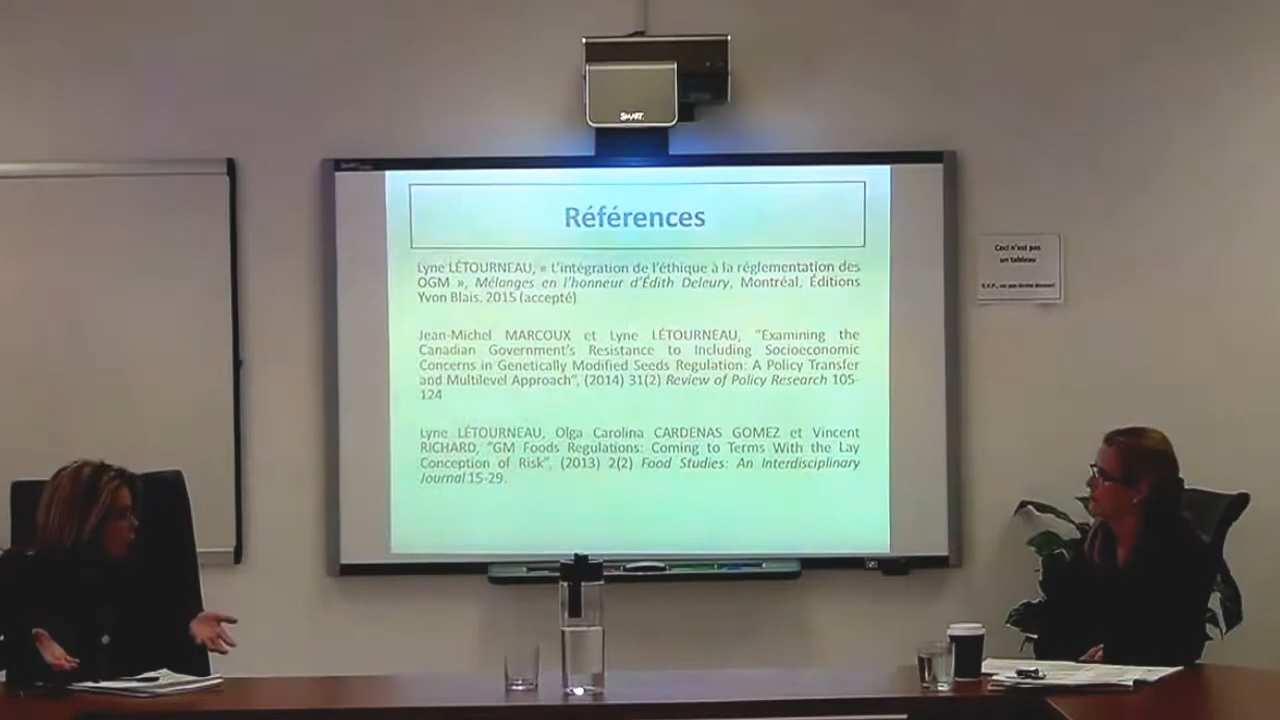 SMART
Références
Lyne LÉTOURNEAU, « L'intégration de l'éthique à la réglementation des
OGM », Mélanges en l'honneur d'Édith Deleury, Montréal, Éditions
Yvon Blais, 2015 (accepté)
Jean-Michel MARCOUX et Lyne LÉTOURNEAU, "Examining the
Canadian Government's Resistance to Including Socioeconomic
Concerns in Genetically Modified Seeds Regulation: A Policy Transfer
and Multilevel Approach", (2014) 31(2) Review of Policy Research 105-
124
Lyne LÉTOURNEAU, Olga Carolina CARDENAS GOMEZ et Vincent
RICHARD, "GM Foods Regulations: Coming to Terms With the Lay
Conception of Risk", (2013) 2(2) Food Studies: An Interdisciplinary
Journal 15-29.
Ceci n'est pas
un tableau
S.V.P., ne pas écrire dessus!